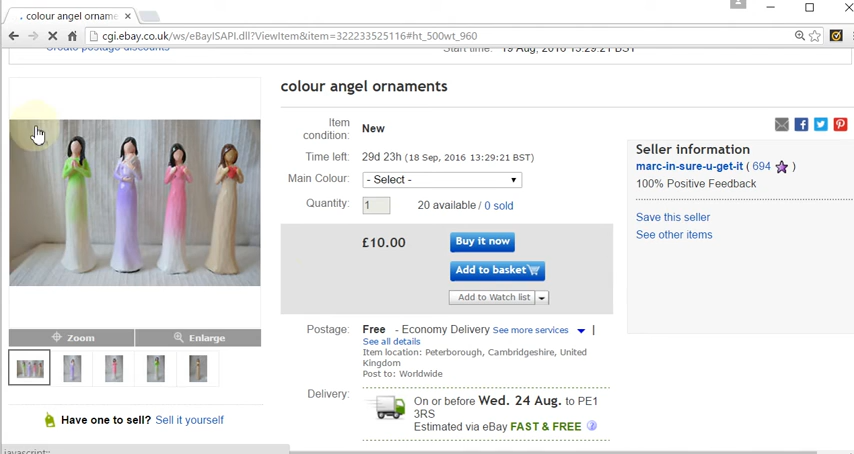 colour angel orname
cgi.ebay.co.uk/ws/eBayISAPI.dll?ViewItem&item=322233525116#ht_500wt_960
Create postage discounts
Start time: 19 Aug, 2016 13:29:21 BST
colour angel ornaments
Item condition: New
Time left: 29d 23h (18 Sep, 2016 13:29:21 BST)
Main Colour: - Select -
Quantity: 1 20 available / 0 sold
£10.00 Buy it now
Add to basket
Add to Watch list
Postage: Free - Economy Delivery See more services |
See all details
Item location: Peterborough, Cambridgeshire, United
Kingdom
Post to: Worldwide
Delivery: On or before Wed. 24 Aug. to PE1
3RS
Estimated via eBay FAST & FREE
Seller information
marc-in-sure-u-get-it ( 694 )
100% Positive Feedback
Save this seller
See other items
Zoom Enlarge
Have one to sell? Sell it yourself
javascript:;